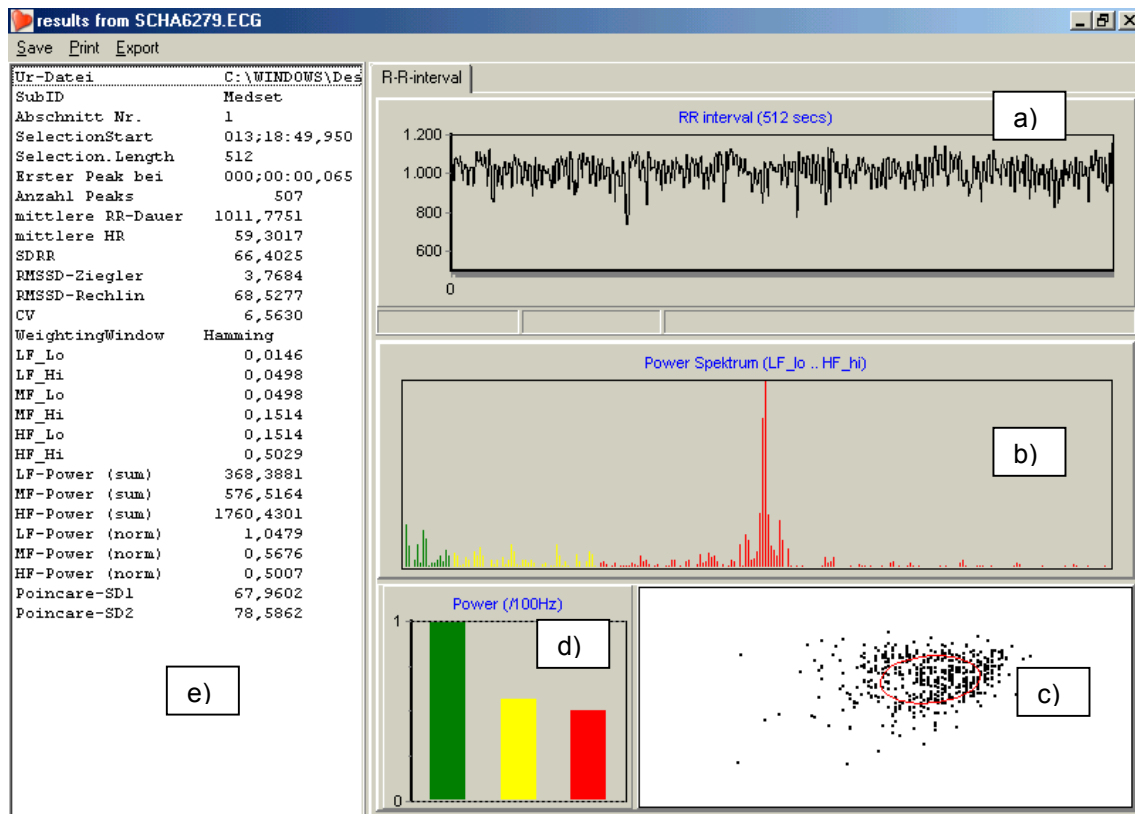 results from SCHA6279.ECG
Save Print Export
Ur-Datei C:\WINDOWS\Des
SubID Medset
Abschnitt Nr. 1
SelectionStart 013;18:49,950
Selection.Length 512
Erster Peak bei 000;00:00,065
Anzahl Peaks 507
mittlere RR-Dauer 1011,7751
mittlere HR 59,3017
SDRR 66,4025
RMSSD-Ziegler 3,7684
RMSSD-Rechlin 68,5277
CV 6,5630
WeightingWindow Hamming
LF_Lo 0,0146
LF_Hi 0,0498
MF_Lo 0,0498
MF_Hi 0,1514
HF_Lo 0,1514
HF_Hi 0,5029
LF-Power (sum) 368,3881
MF-Power (sum) 576,5164
HF-Power (sum) 1760,4301
LF-Power (norm) 1,0479
MF-Power (norm) 0,5676
HF-Power (norm) 0,5007
Poincare-SD1 67,9602
Poincare-SD2 78,5862
e)
R-R-interval
RR interval (512 secs)
a)
1.200
1.000
800
600
0
Power Spektrum (LF_lo .. HF_hi)
b)
Power (/100Hz)
1
d)
0
c)